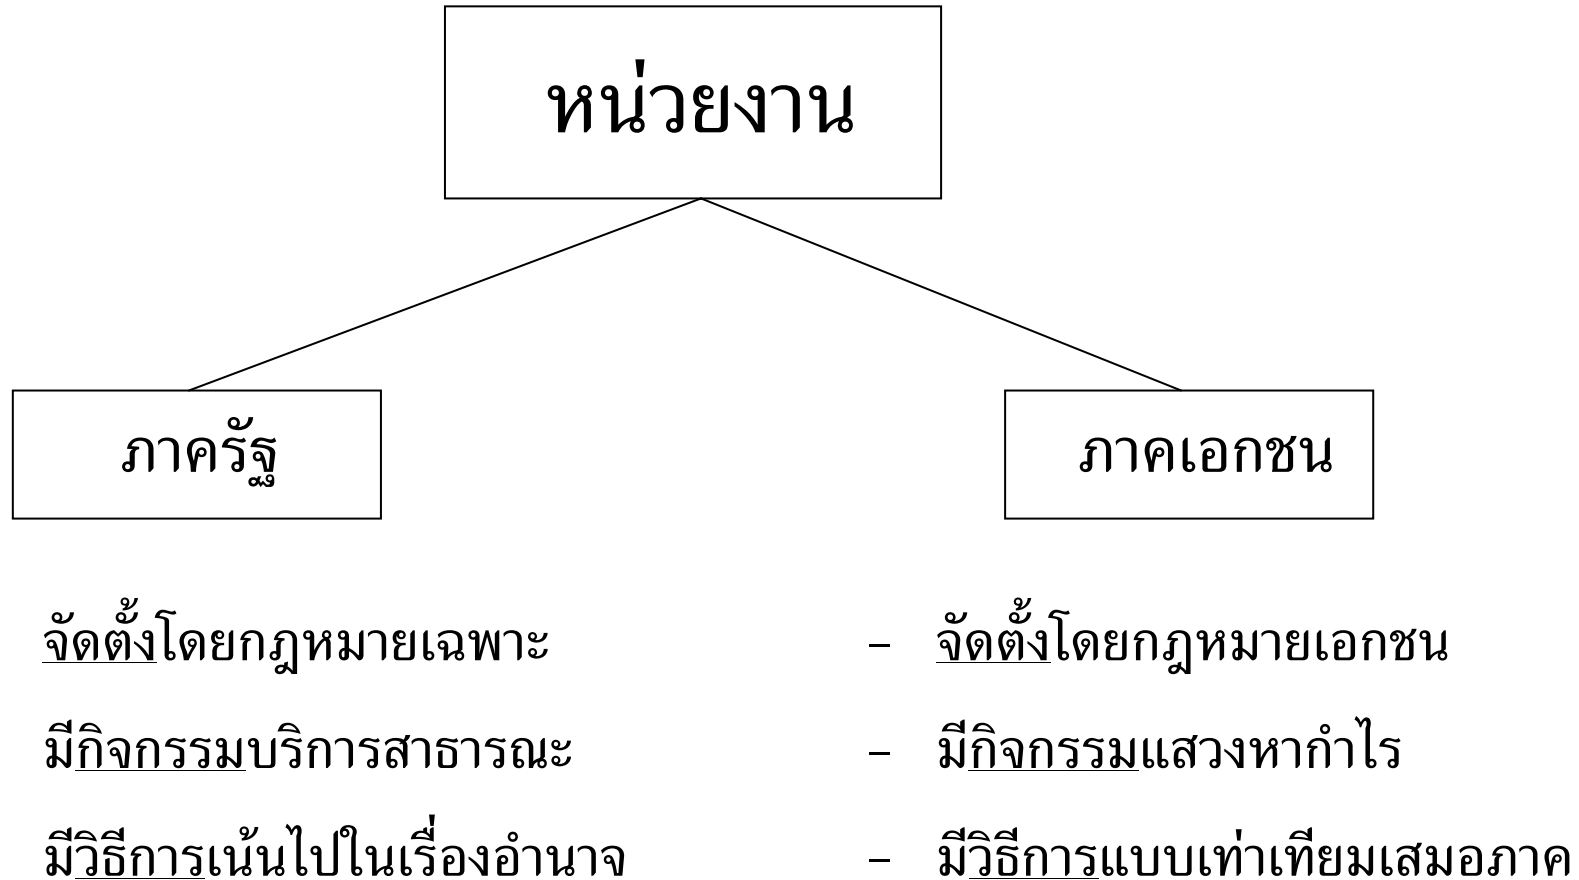 หน่วยงาน
ภาครัฐ
ภาคเอกชน
จัดตั้งโดยกฎหมายเฉพาะ
มีกิจกรรมบริการสาธารณะ
มีวิธีการเน้นไปในเรื่องอำนาจ
– จัดตั้งโดยกฎหมายเอกชน
– มีกิจกรรมแสวงหากำไร
– มีวิธีการแบบเท่าเทียมเสมอภาค